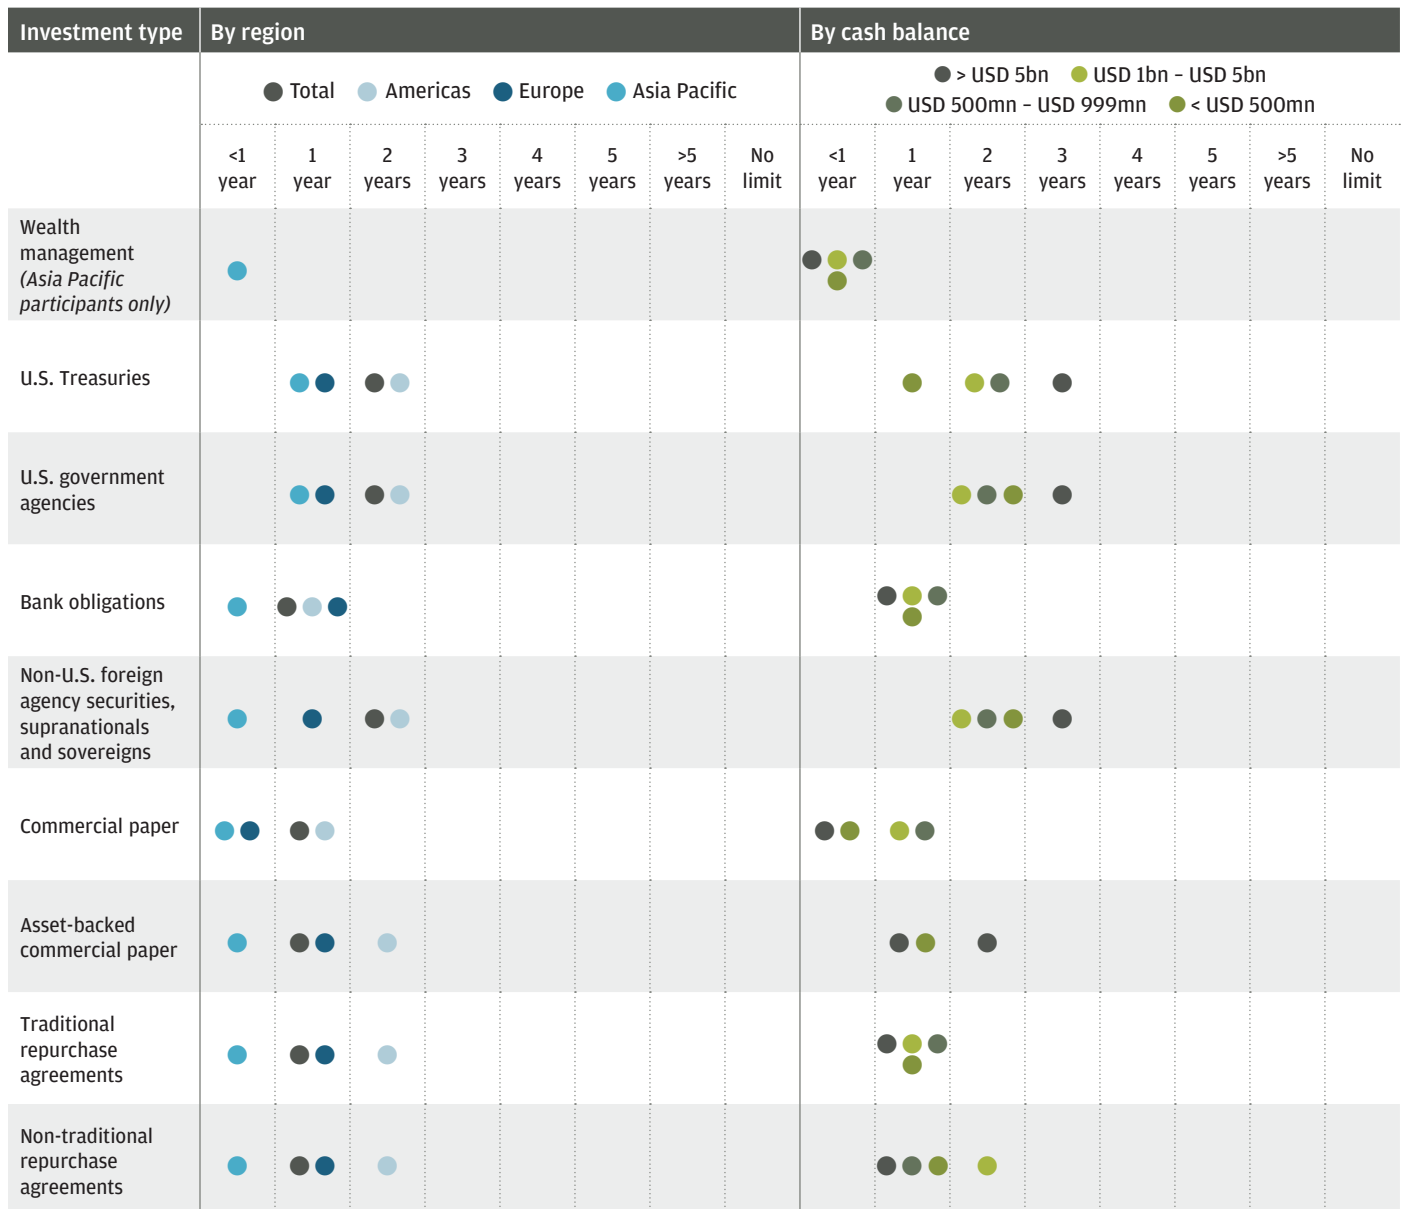 Investment type
By region
By cash balance
Total Americas Europe Asia Pacific
> USD 5bn USD 1bn – USD 5bn
USD 500mn – USD 999mn < USD 500mn
<1 year
1 year
2 years
3 years
4 years
5 years
>5 years
No limit
<1 year
1 year
2 years
3 years
4 years
5 years
>5 years
No limit
Wealth
management
(Asia Pacific
participants only)
U.S. Treasuries
U.S. government
agencies
Bank obligations
Non-U.S. foreign
agency securities,
supranationals
and sovereigns
Commercial paper
Asset-backed
commercial paper
Traditional
repurchase
agreements
Non-traditional
repurchase
agreements